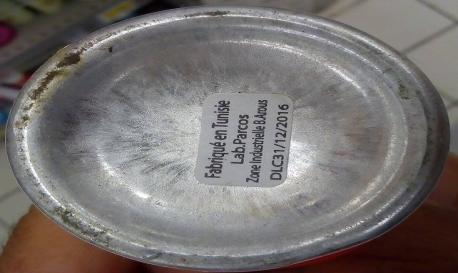 Fabriqué en Tunisie
Lab.Parcos
Zone Industrielle B.Arous
DLC31/12/2016